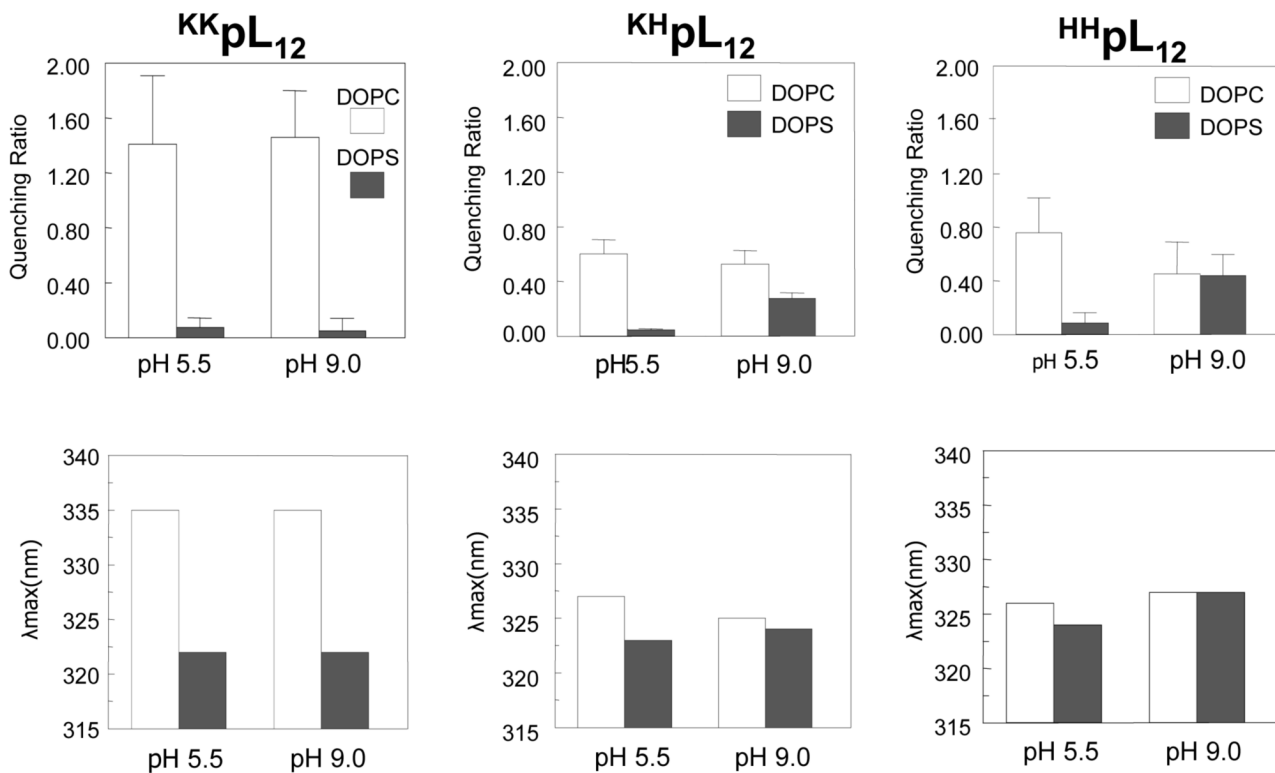 KKpL12
Quenching Ratio
2.00
1.60
1.20
0.80
0.40
0.00
DOPC
DOPS
pH 5.5 pH 9.0
KHpL12
Quenching Ratio
2.00
1.60
1.20
0.80
0.40
0.00
DOPC
DOPS
pH5.5 pH 9.0
HHpL12
Quenching Ratio
2.00
1.60
1.20
0.80
0.40
0.00
DOPC
DOPS
pH 5.5 pH 9.0
λmax(nm)
340
335
330
325
320
315
pH 5.5 pH 9.0
λmax(nm)
340
335
330
325
320
315
pH 5.5 pH 9.0
λmax(nm)
340
335
330
325
320
315
pH 5.5 pH 9.0